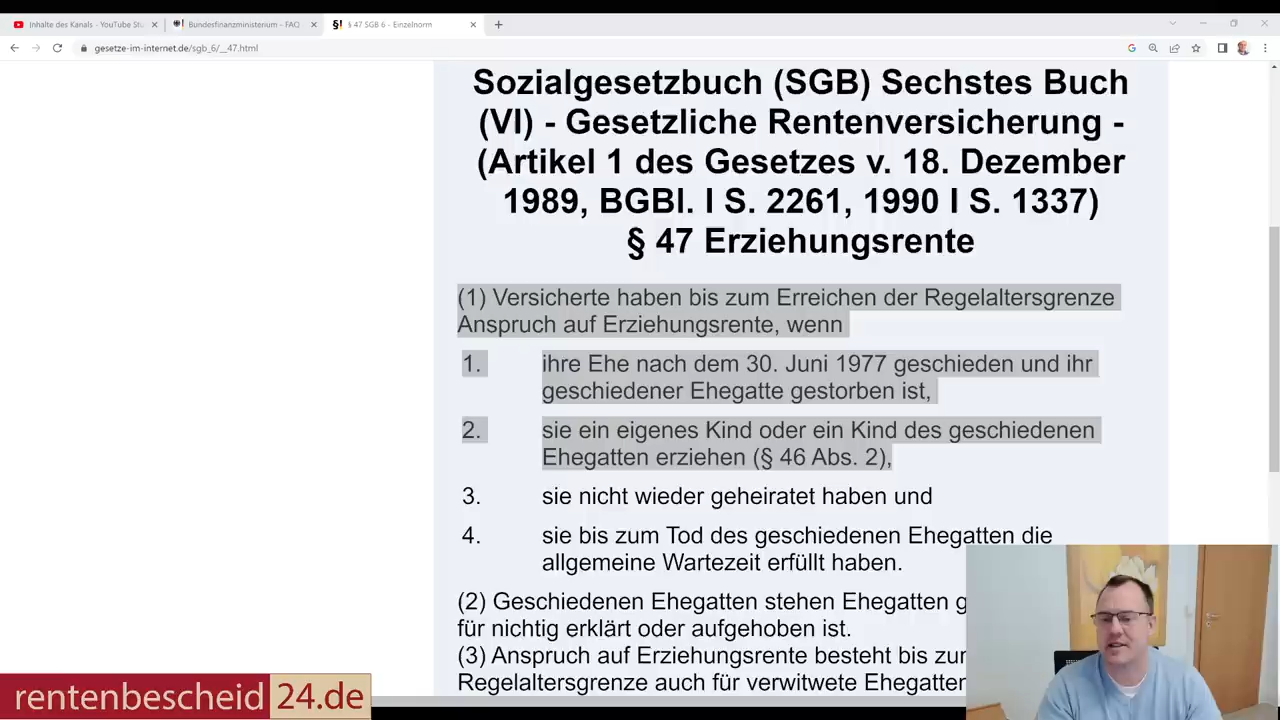 Inhalte des Kanals - YouTube Stu
Bundesfinanzministerium - FAQ
§ 47 SGB 6 - Einzelnorm
gesetze-im-internet.de/sgb_6/__47.html
Sozialgesetzbuch (SGB) Sechstes Buch
(VI) - Gesetzliche Rentenversicherung -
(Artikel 1 des Gesetzes v. 18. Dezember
1989, BGBl. I S. 2261, 1990 I S. 1337)
§ 47 Erziehungsrente
(1) Versicherte haben bis zum Erreichen der Regelaltersgrenze
Anspruch auf Erziehungsrente, wenn
1. ihre Ehe nach dem 30. Juni 1977 geschieden und ihr
geschiedener Ehegatte gestorben ist,
2. sie ein eigenes Kind oder ein Kind des geschiedenen
Ehegatten erziehen (§ 46 Abs. 2),
3. sie nicht wieder geheiratet haben und
4. sie bis zum Tod des geschiedenen Ehegatten die
allgemeine Wartezeit erfüllt haben.
(2) Geschiedenen Ehegatten stehen Ehegatten g
für nichtig erklärt oder aufgehoben ist.
(3) Anspruch auf Erziehungsrente besteht bis zur
Regelaltersgrenze auch für verwitwete Ehegatten
rentenbescheid24.de